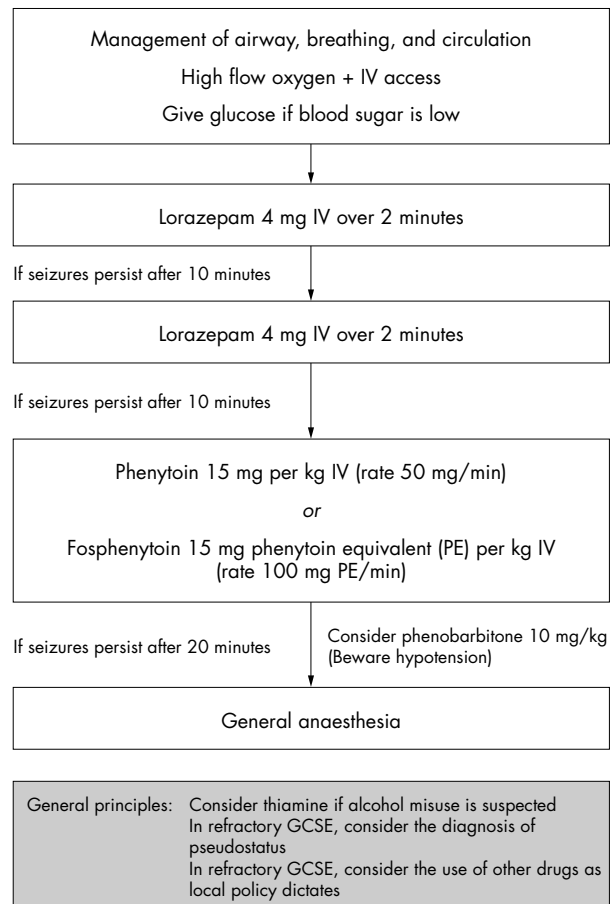 Management of airway, breathing, and circulation
High flow oxygen + IV access
Give glucose if blood sugar is low
Lorazepam 4 mg IV over 2 minutes
If seizures persist after 10 minutes
Lorazepam 4 mg IV over 2 minutes
If seizures persist after 10 minutes
Phenytoin 15 mg per kg IV (rate 50 mg/min)
or
Fosphenytoin 15 mg phenytoin equivalent (PE) per kg IV
(rate 100 mg PE/min)
If seizures persist after 20 minutes
Consider phenobarbitone 10 mg/kg
(Beware hypotension)
General anaesthesia
General principles: Consider thiamine if alcohol misuse is suspected
In refractory GCSE, consider the diagnosis of
pseudostatus
In refractory GCSE, consider the use of other drugs as
local policy dictates